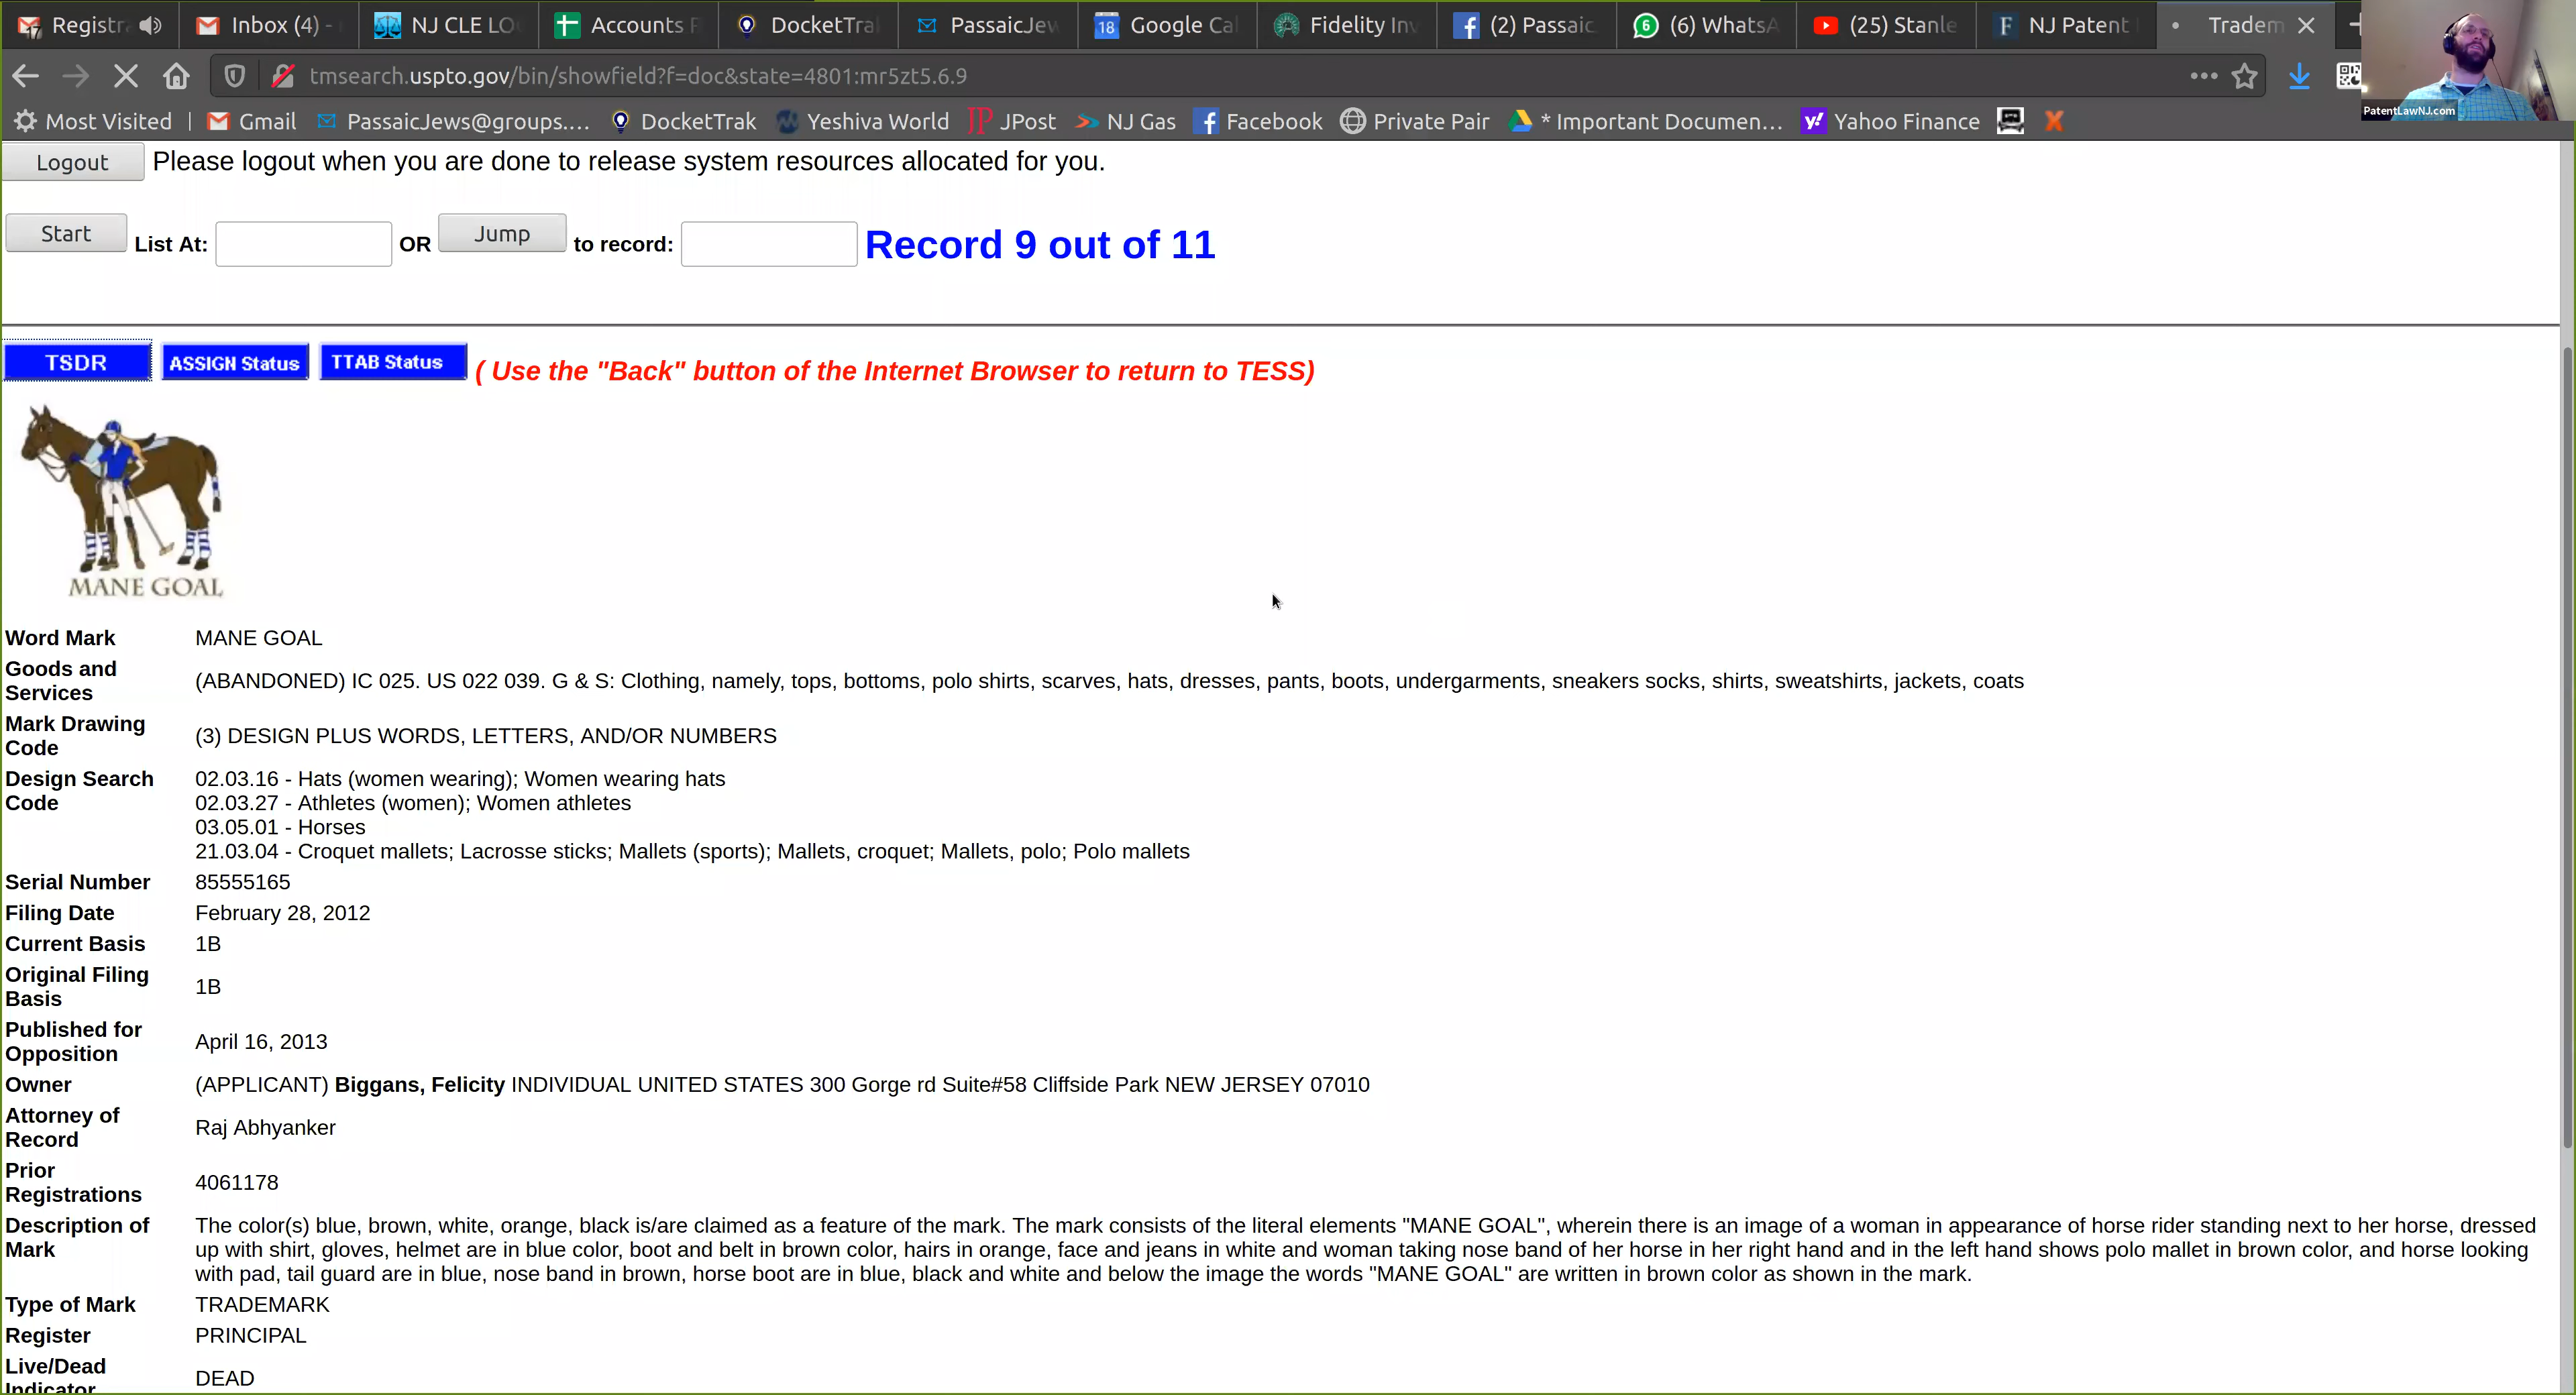 Registra
Inbox (4) -
NJ CLE LO
Accounts
DocketTra
PassaicJew
18
Google Ca
Fidelity Inv
(2) Passaic
6
(6) WhatsA
(25) Stanle
NJ Patent
Tradem
tmsearch.uspto.gov/bin/showfield?f=doc&state=4801:mr5zt5.6.9
PatentLawNJ.com
Most Visited
Gmail
PassaicJews@groups....
DocketTrak
Yeshiva World
JP JPost
NJ Gas
Facebook
Private Pair
* Important Documen...
y! Yahoo Finance
Logout Please logout when you are done to release system resources allocated for you.
Start List At: OR Jump to record: Record 9 out of 11
TSDR ASSIGN Status TTAB Status ( Use the "Back" button of the Internet Browser to return to TESS)
MANE GOAL
Word Mark MANE GOAL
Goods and
Services (ABANDONED) IC 025. US 022 039. G & S: Clothing, namely, tops, bottoms, polo shirts, scarves, hats, dresses, pants, boots, undergarments, sneakers socks, shirts, sweatshirts, jackets, coats
Mark Drawing
Code (3) DESIGN PLUS WORDS, LETTERS, AND/OR NUMBERS
Design Search 02.03.16 - Hats (women wearing); Women wearing hats
Code 02.03.27 - Athletes (women); Women athletes
03.05.01 - Horses
21.03.04 - Croquet mallets; Lacrosse sticks; Mallets (sports); Mallets, croquet; Mallets, polo; Polo mallets
Serial Number 85555165
Filing Date February 28, 2012
Current Basis 1B
Original Filing
Basis 1B
Published for
Opposition April 16, 2013
Owner (APPLICANT) Biggans, Felicity INDIVIDUAL UNITED STATES 300 Gorge rd Suite#58 Cliffside Park NEW JERSEY 07010
Attorney of
Record Raj Abhyanker
Prior
Registrations 4061178
Description of The color(s) blue, brown, white, orange, black is/are claimed as a feature of the mark. The mark consists of the literal elements "MANE GOAL", wherein there is an image of a woman in appearance of horse rider standing next to her horse, dressed
Mark up with shirt, gloves, helmet are in blue color, boot and belt in brown color, hairs in orange, face and jeans in white and woman taking nose band of her horse in her right hand and in the left hand shows polo mallet in brown color, and horse looking
with pad, tail guard are in blue, nose band in brown, horse boot are in blue, black and white and below the image the words "MANE GOAL" are written in brown color as shown in the mark.
Type of Mark TRADEMARK
Register PRINCIPAL
Live/Dead
Indicator DEAD